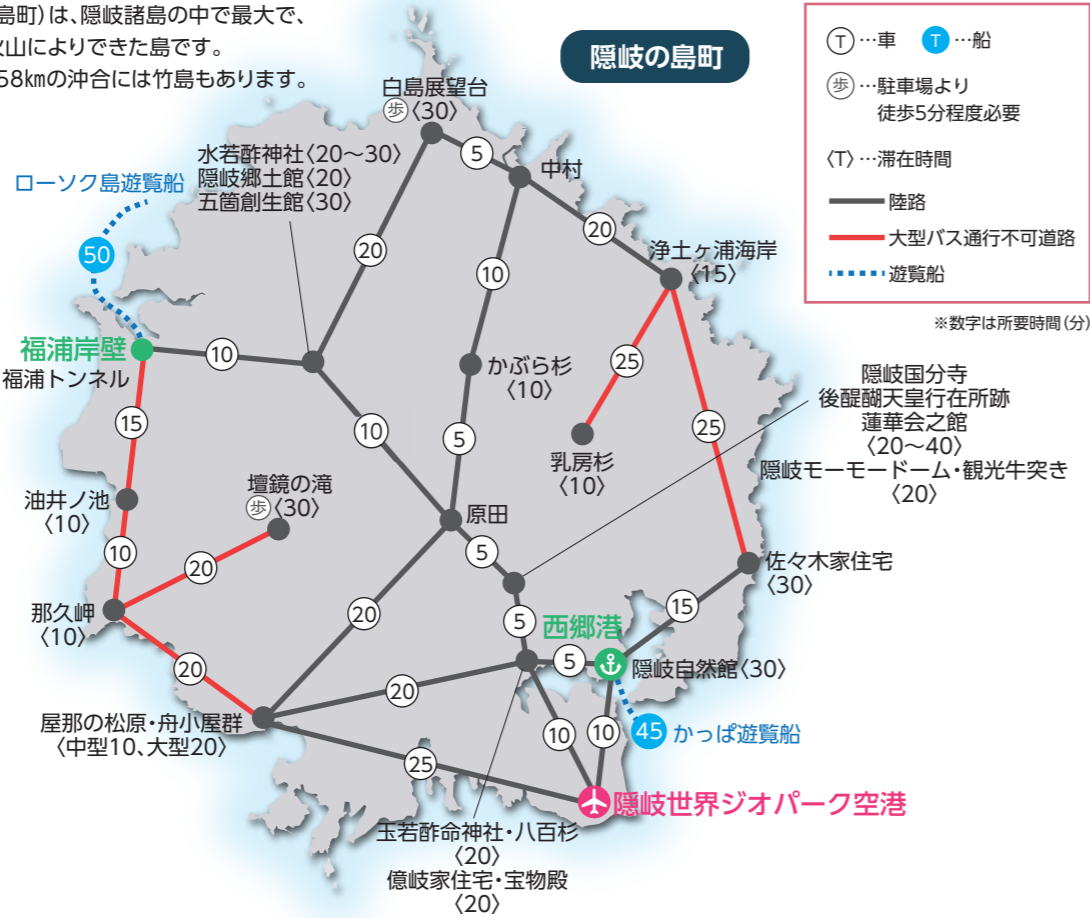 島町)は、隠岐諸島の中で最大で、
火山によりできた島です。
58kmの沖合には竹島もあります。
隠岐の島町
Ⓣ…車 Ⓣ…船
歩…駐車場より
徒歩5分程度必要
〈T〉…滞在時間
陸路
大型バス通行不可道路
遊覧船
※数字は所要時間(分)
白島展望台
歩〈30〉
5
中村
水若酢神社〈20〜30〉
隠岐郷土館〈20〉
五箇創生館〈30〉
ローソク島遊覧船
50
20
10
20
浄土ヶ浦海岸
〈15〉
福浦岸壁
福浦トンネル
10
かぶら杉
〈10〉
25
15
10
5
25
乳房杉
〈10〉
隠岐国分寺
後醍醐天皇行在所跡
蓮華会之館
〈20〜40〉
隠岐モーモードーム・観光牛突き
〈20〉
油井ノ池
〈10〉
壇鏡の滝
歩〈30〉
原田
10
20
5
佐々木家住宅
〈30〉
那久岬
〈10〉
20
5
15
西郷港
20
20
5
隠岐自然館〈30〉
屋那の松原・舟小屋群
〈中型10、大型20〉
25
10
10
45
かっぱ遊覧船
隠岐世界ジオパーク空港
玉若酢命神社・八百杉
〈20〉
億岐家住宅・宝物殿
〈20〉